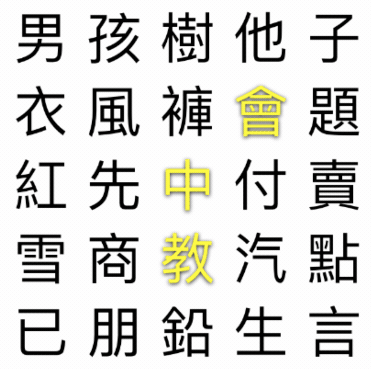 男孩樹他子
衣風褲會題
紅先中付賣
雪商教汽點
已朋鉛生言